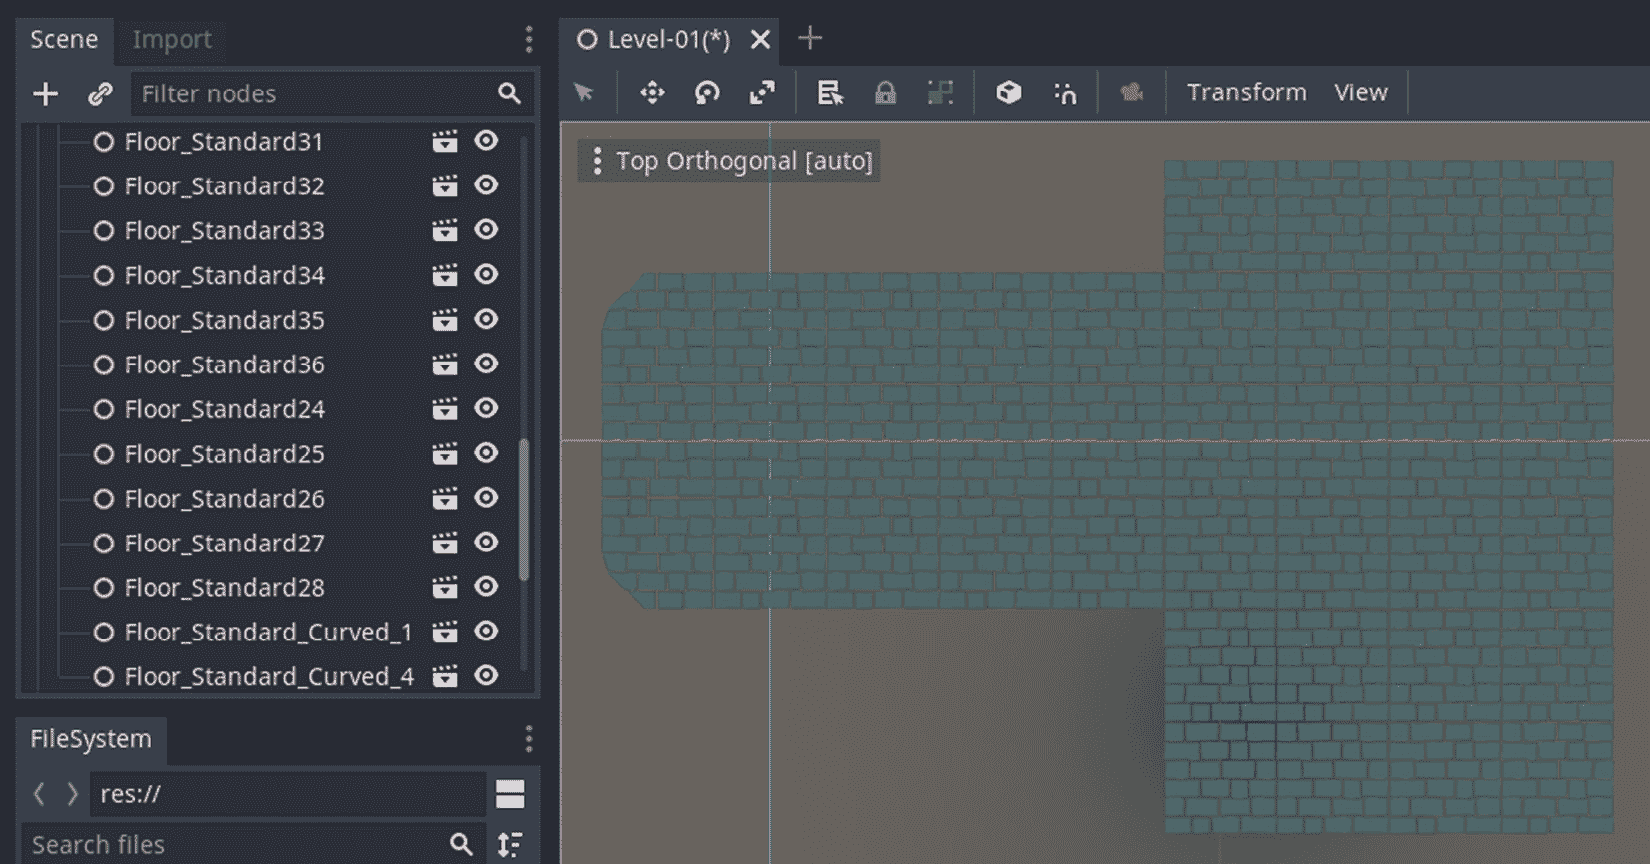 Scene Import
Filter nodes
Floor_Standard31
Floor_Standard32
Floor_Standard33
Floor_Standard34
Floor_Standard35
Floor_Standard36
Floor_Standard24
Floor_Standard25
Floor_Standard26
Floor_Standard27
Floor_Standard28
Floor_Standard_Curved_1
Floor_Standard_Curved_4
FileSystem
res://
Search files
Level-01(*)
Transform View
Top Orthogonal [auto]